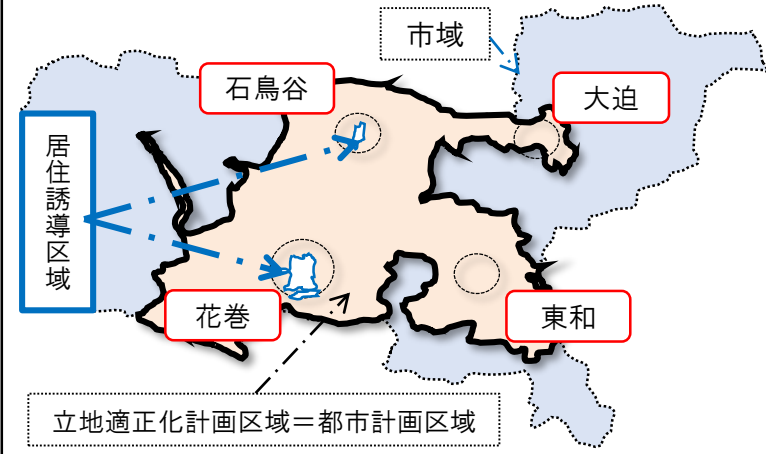 市域
石鳥谷
大迫
居住誘導区域
花巻
東和
立地適正化計画区域＝都市計画区域